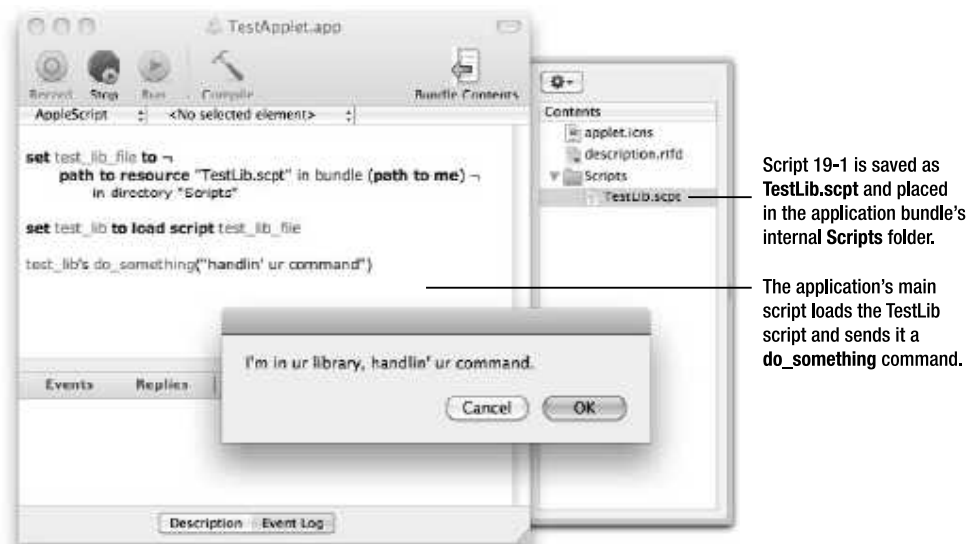 TestApplet.app
Record Stop Run Compile Bundle Contents
AppleScript <No selected element>
set test_lib_file to ¬
path to resource "TestLib.scpt" in bundle (path to me) ¬
in directory "Scripts"
set test_lib to load script test_lib_file
test_lib's do_something("handlin' ur command")
Events Replies
Description Event Log
I'm in ur library, handlin' ur command.
Cancel OK
Contents
applet.icns
description.rtfd
Scripts
TestLib.scpt
Script 19-1 is saved as
TestLib.scpt and placed
in the application bundle's
internal Scripts folder.
The application's main
script loads the TestLib
script and sends it a
do_something command.